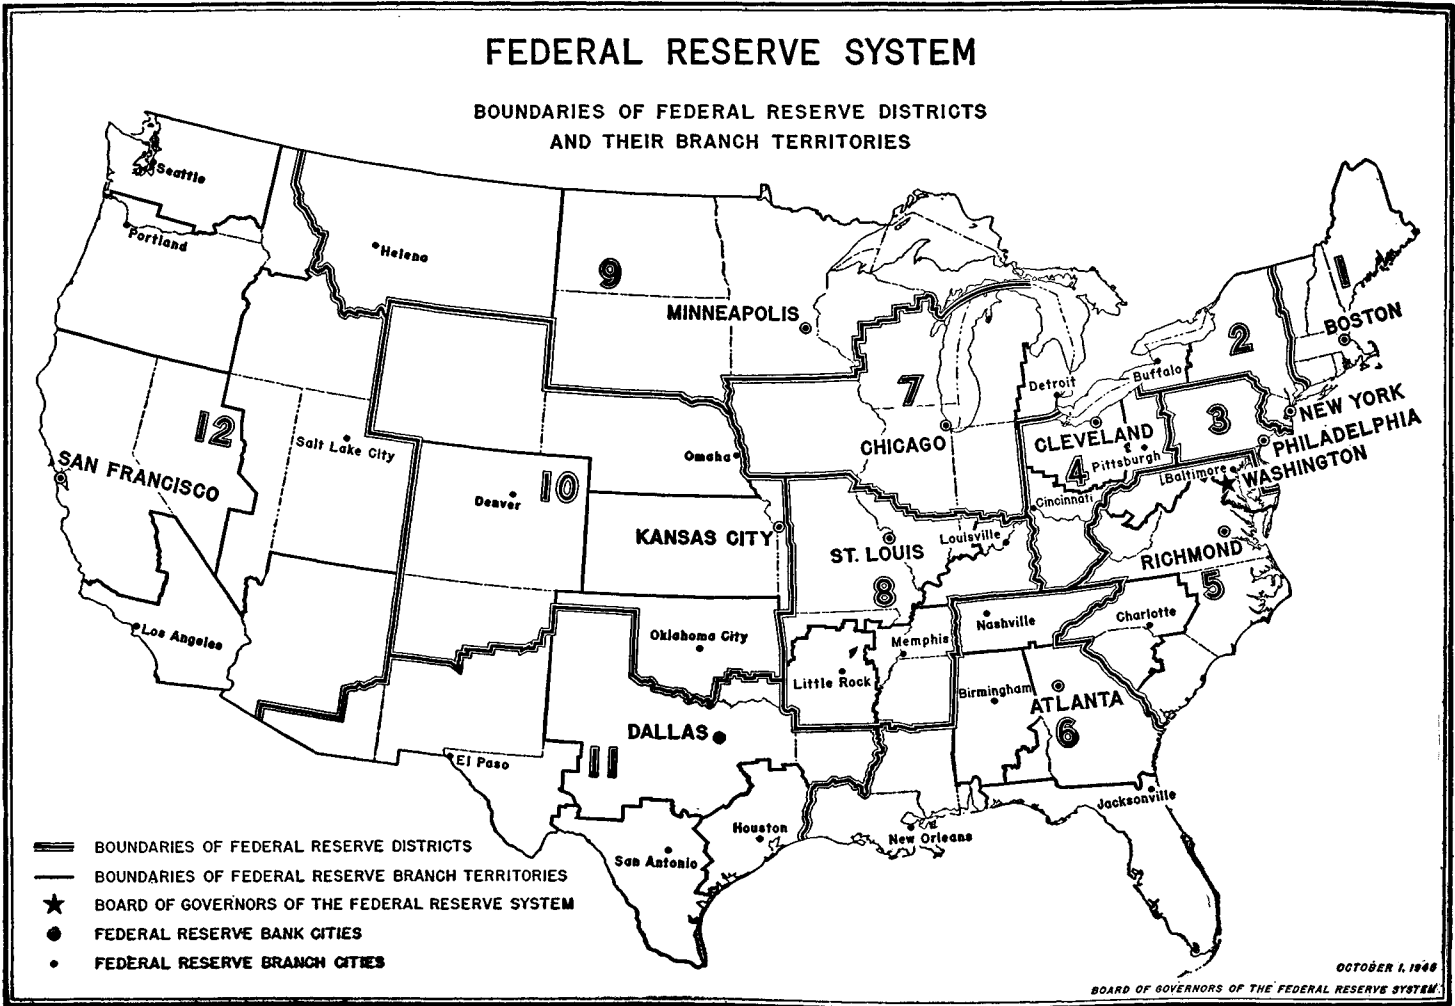 FEDERAL RESERVE SYSTEM
BOUNDARIES OF FEDERAL RESERVE DISTRICTS
AND THEIR BRANCH TERRITORIES
Seattle
Portland
Helena
9
MINNEAPOLIS
1
BOSTON
2
Buffalo
7
Detroit
NEW YORK
3
PHILADELPHIA
12
Salt Lake City
CHICAGO
CLEVELAND
Pittsburgh
4
WASHINGTON
Baltimore
SAN FRANCISCO
Omaha
10
Denver
Cincinnati
KANSAS CITY
ST. LOUIS
Louisville
RICHMOND
8
5
Los Angeles
Oklahoma City
Memphis
Nashville
Charlotte
Little Rock
Birmingham
ATLANTA
6
DALLAS
11
El Paso
Jacksonville
Houston
New Orleans
San Antonio
BOUNDARIES OF FEDERAL RESERVE DISTRICTS
BOUNDARIES OF FEDERAL RESERVE BRANCH TERRITORIES
BOARD OF GOVERNORS OF THE FEDERAL RESERVE SYSTEM
FEDERAL RESERVE BANK CITIES
FEDERAL RESERVE BRANCH CITIES
OCTOBER 1,
BOARD OF GOVERNORS OF THE FEDERAL RESERVE SYSTEM